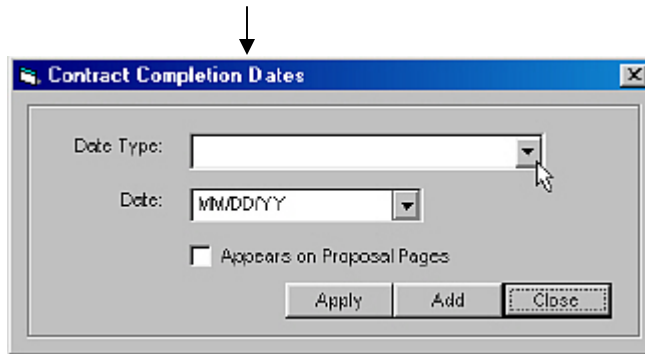 Contract Completion Dates
Date Type:
Date: MM/DD/YY
Appears on Proposal Pages
Apply Add Close